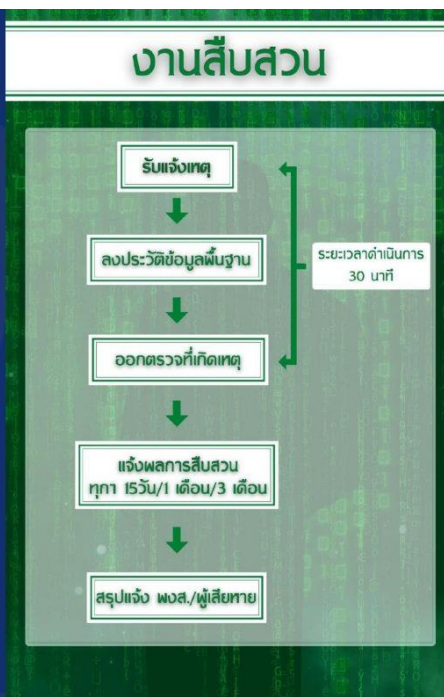 งานสืบสวน
รับแจ้งเหตุ
ลงประวัติข้อมูลพื้นฐาน
ระยะเวลาดำเนินการ
30 นาที
ออกตรวจที่เกิดเหตุ
แจ้งผลการสืบสวน
ทุกๅ 15วัน/1 เดือน/3 เดือน
สรุปแจ้ง พงส./ผู้เสียหาย